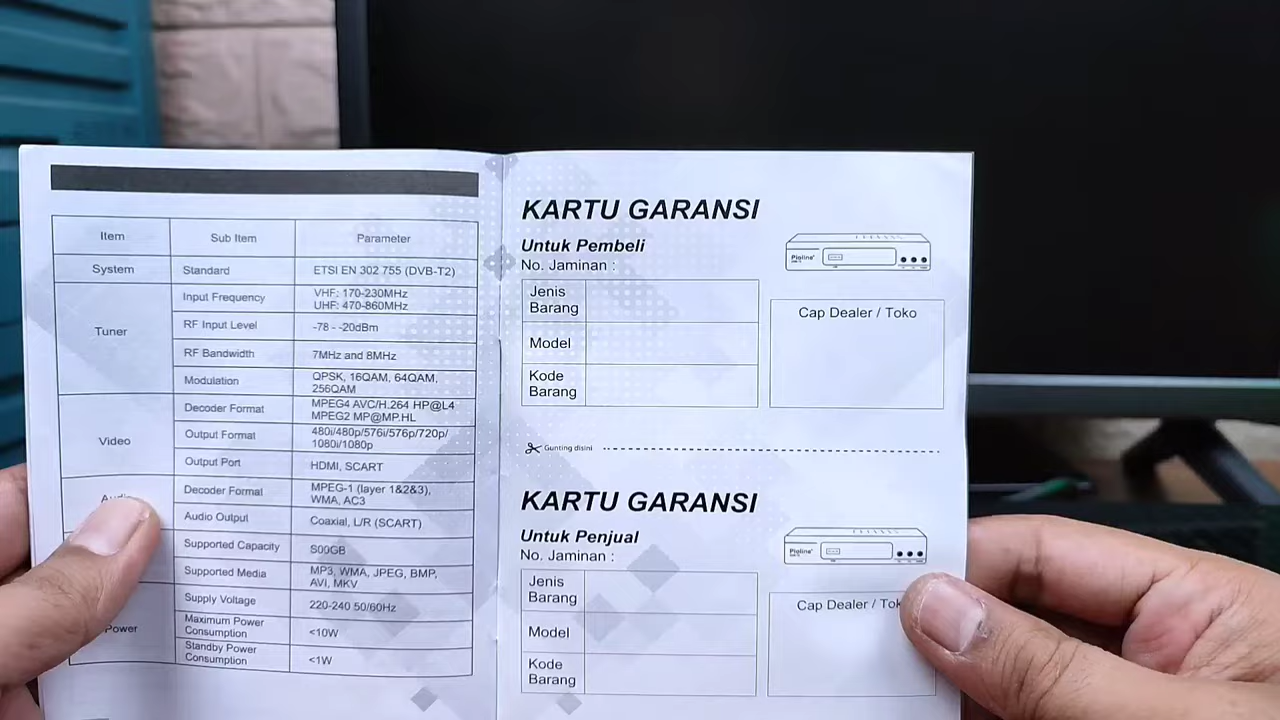 Item Sub Item Parameter
System Standard ETSI EN 302 755 (DVB-T2)
Tuner
Input Frequency VHF: 170-230MHz
UHF: 470-860MHz
RF Input Level -78 - -20dBm
RF Bandwidth 7MHz and 8MHz
Modulation QPSK, 16QAM, 64QAM,
256QAM
Video
Decoder Format MPEG4 AVC/H.264 HP@L4
MPEG2 MP@MP.HL
Output Format 480i/480p/576i/576p/720p/
1080i/1080p
Output Port HDMI, SCART
Decoder Format MPEG-1 (layer 1&2&3),
WMA, AC3
Audio Output Coaxial, L/R (SCART)
Supported Capacity S00GB
Supported Media MP3, WMA, JPEG, BMP,
AVI, MKV
Power
Supply Voltage 220-240 50/60Hz
Maximum Power
Consumption <10W
Standby Power
Consumption <1W
KARTU GARANSI
Untuk Pembeli
No. Jaminan :
Pioline
Jenis
Barang
Model
Kode
Barang
Cap Dealer / Toko
Gunting disini
KARTU GARANSI
Untuk Penjual
No. Jaminan :
Pioline
Jenis
Barang
Model
Kode
Barang
Cap Dealer / Tok